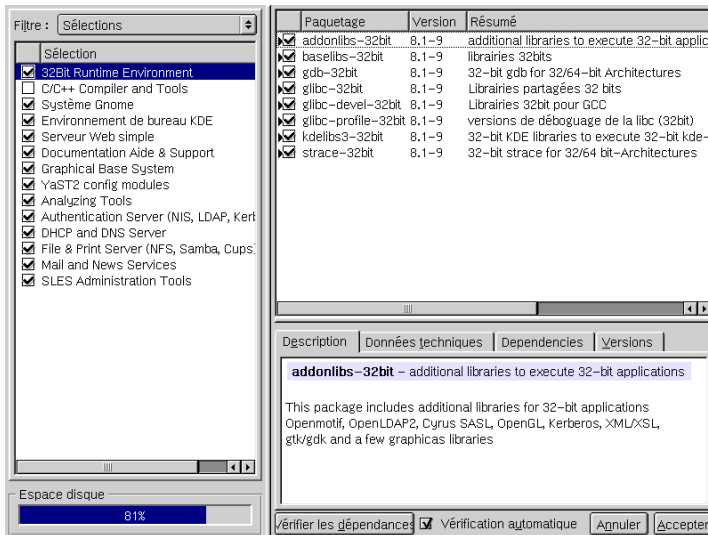 Filtre : Sélections
Sélection
32Bit Runtime Environment
C/C++ Compiler and Tools
Système Gnome
Environnement de bureau KDE
Serveur Web simple
Documentation Aide & Support
Graphical Base System
YaST2 config modules
Analyzing Tools
Authentication Server (NIS, LDAP, Kerb
DHCP and DNS Server
File & Print Server (NFS, Samba, Cups)
Mail and News Services
SLES Administration Tools
Espace disque
81%
Paquetage Version Résumé
addonlibs-32bit 8.1-9 additional libraries to execute 32-bit applic
baselibs-32bit 8.1-9 librairies 32bits
gdb-32bit 8.1-9 32-bit gdb for 32/64-bit Architectures
glibc-32bit 8.1-9 Librairies partagées 32 bits
glibc-devel-32bit 8.1-9 Librairies 32bit pour GCC
glibc-profile-32bit 8.1-9 versions de déboguage de la libc (32bit)
kdelibs3-32bit 8.1-9 32-bit KDE libraries to execute 32-bit kde-
strace-32bit 8.1-9 32-bit strace for 32/64 bit-Architectures
Description Données techniques Dependencies Versions
addonlibs-32bit - additional libraries to execute 32-bit applications
This package includes additional libraries for 32-bit applications
Openmotif, OpenLDAP2, Cyrus SASL, OpenGL, Kerberos, XML/XSL,
gtk/gdk and a few graphicas libraries
Vérifier les dépendances Vérification automatique Annuler Accepter